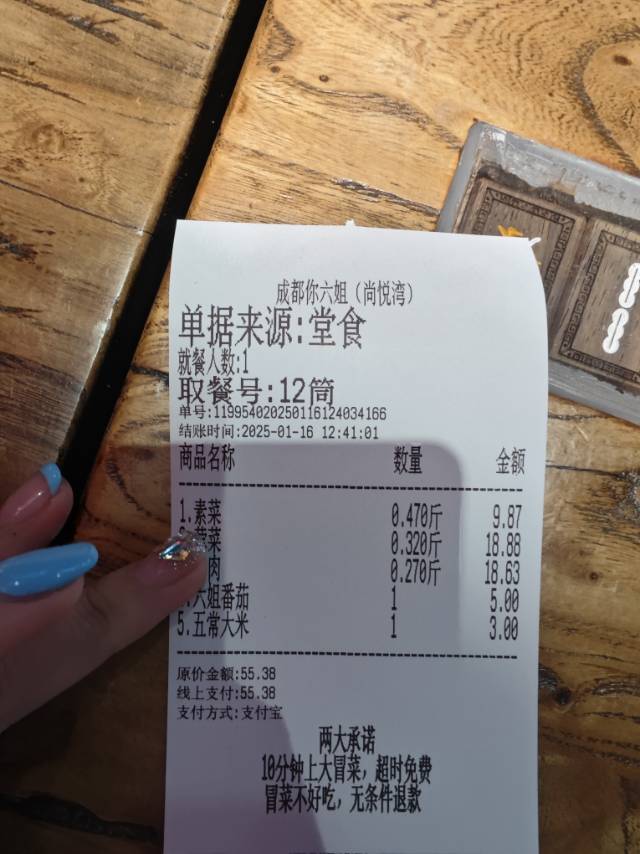 成都你六姐（尚悦湾）
单据来源:堂食
就餐人数:1
取餐号:12筒
单号:119954020250116124034166
结账时间:2025-01-16 12:41:01
商品名称 数量 金额
1.素菜 0.470斤 9.87
菜 0.320斤 18.88
肉 0.270斤 18.63
六姐番茄 1 5.00
5.五常大米 1 3.00
原价金额:55.38
线上支付:55.38
支付方式:支付宝
两大承诺
10分钟上大冒菜，超时免费
冒菜不好吃，无条件退款